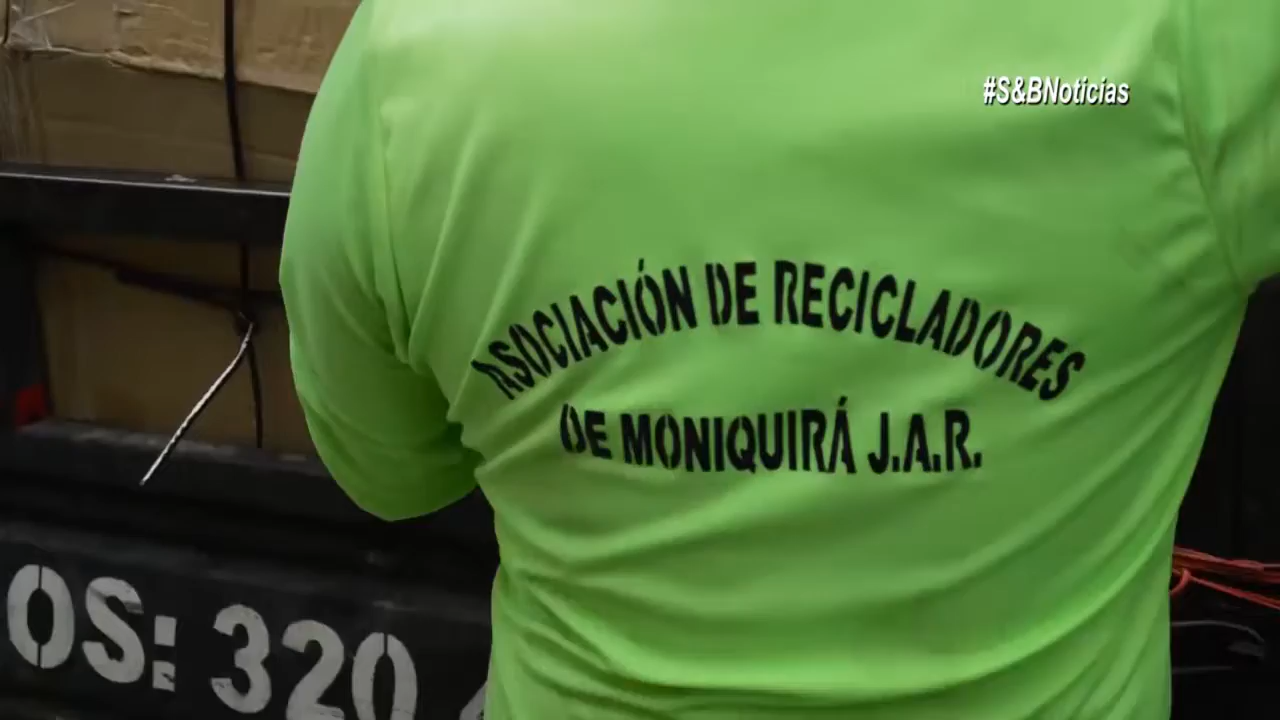 #S&BNoticias
ASOCIACIÓN DE RECICLADORES
DE MONIQUIRÁ J.A.R.
OS: 320